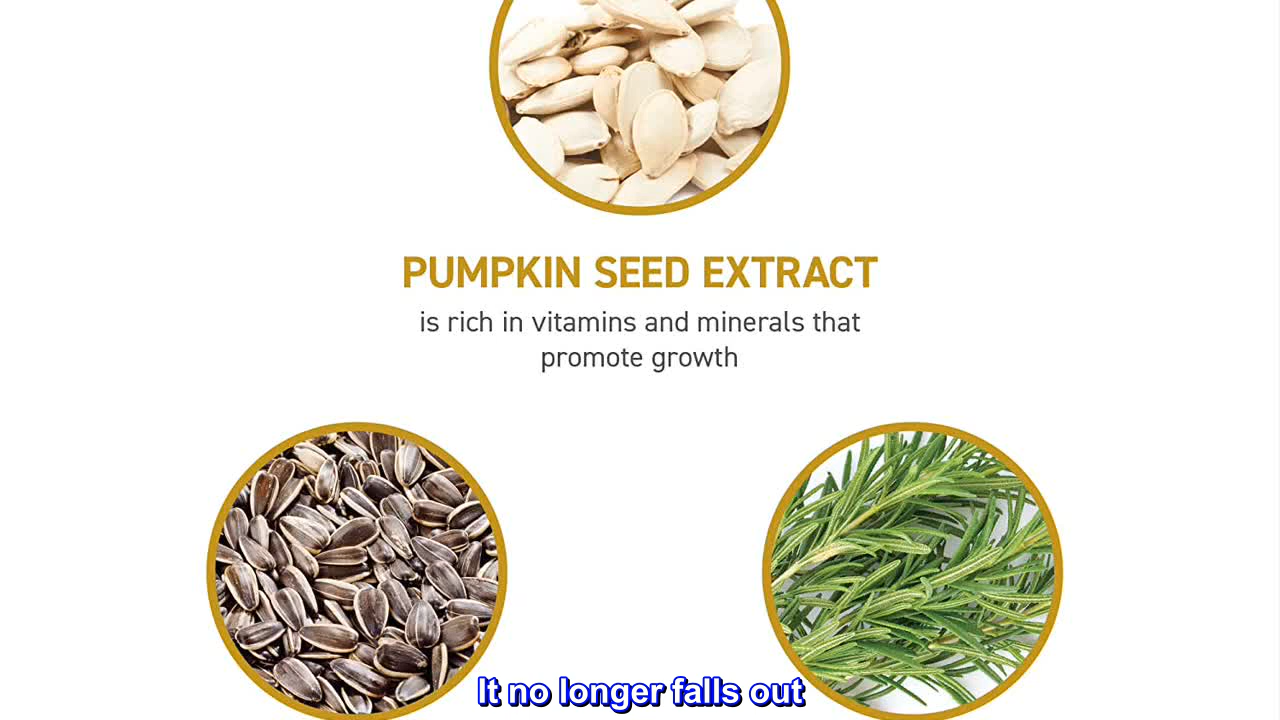 PUMPKIN SEED EXTRACT
is rich in vitamins and minerals that
promote growth
It no longer falls out